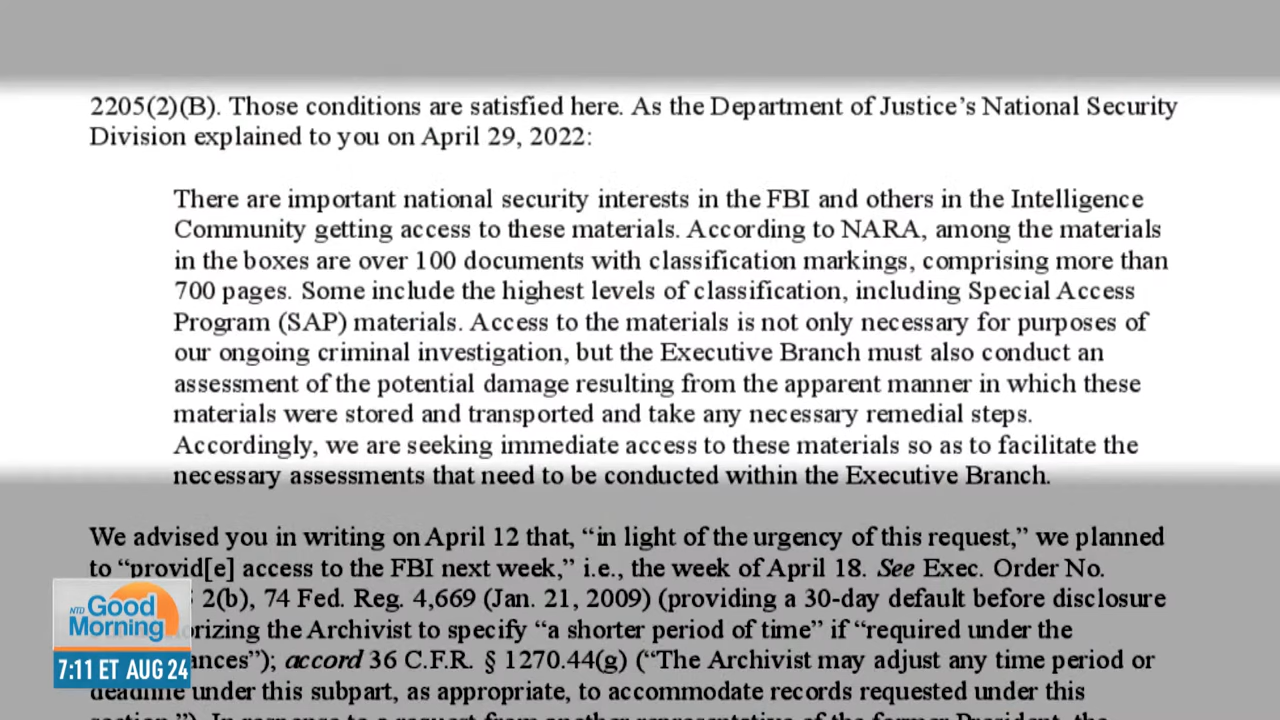 2205(2)(B). Those conditions are satisfied here. As the Department of Justice's National Security
Division explained to you on April 29, 2022:
There are important national security interests in the FBI and others in the Intelligence
Community getting access to these materials. According to NARA, among the materials
in the boxes are over 100 documents with classification markings, comprising more than
700 pages. Some include the highest levels of classification, including Special Access
Program (SAP) materials. Access to the materials is not only necessary for purposes of
our ongoing criminal investigation, but the Executive Branch must also conduct an
assessment of the potential damage resulting from the apparent manner in which these
materials were stored and transported and take any necessary remedial steps.
Accordingly, we are seeking immediate access to these materials so as to facilitate the
necessary assessments that need to be conducted within the Executive Branch.
We advised you in writing on April 12 that, "in light of the urgency of this request," we planned
to "provid[e] access to the FBI next week," i.e., the week of April 18. See Exec. Order No.
2(b), 74 Fed. Reg. 4,669 (Jan. 21, 2009) (providing a 30-day default before disclosure
orizing the Archivist to specify "a shorter period of time" if "required under the
ances"); accord 36 C.F.R. § 1270.44(g) ("The Archivist may adjust any time period or
deadline under this subpart, as appropriate, to accommodate records requested under this
NTD Good
Morning
7:11 ET AUG 24